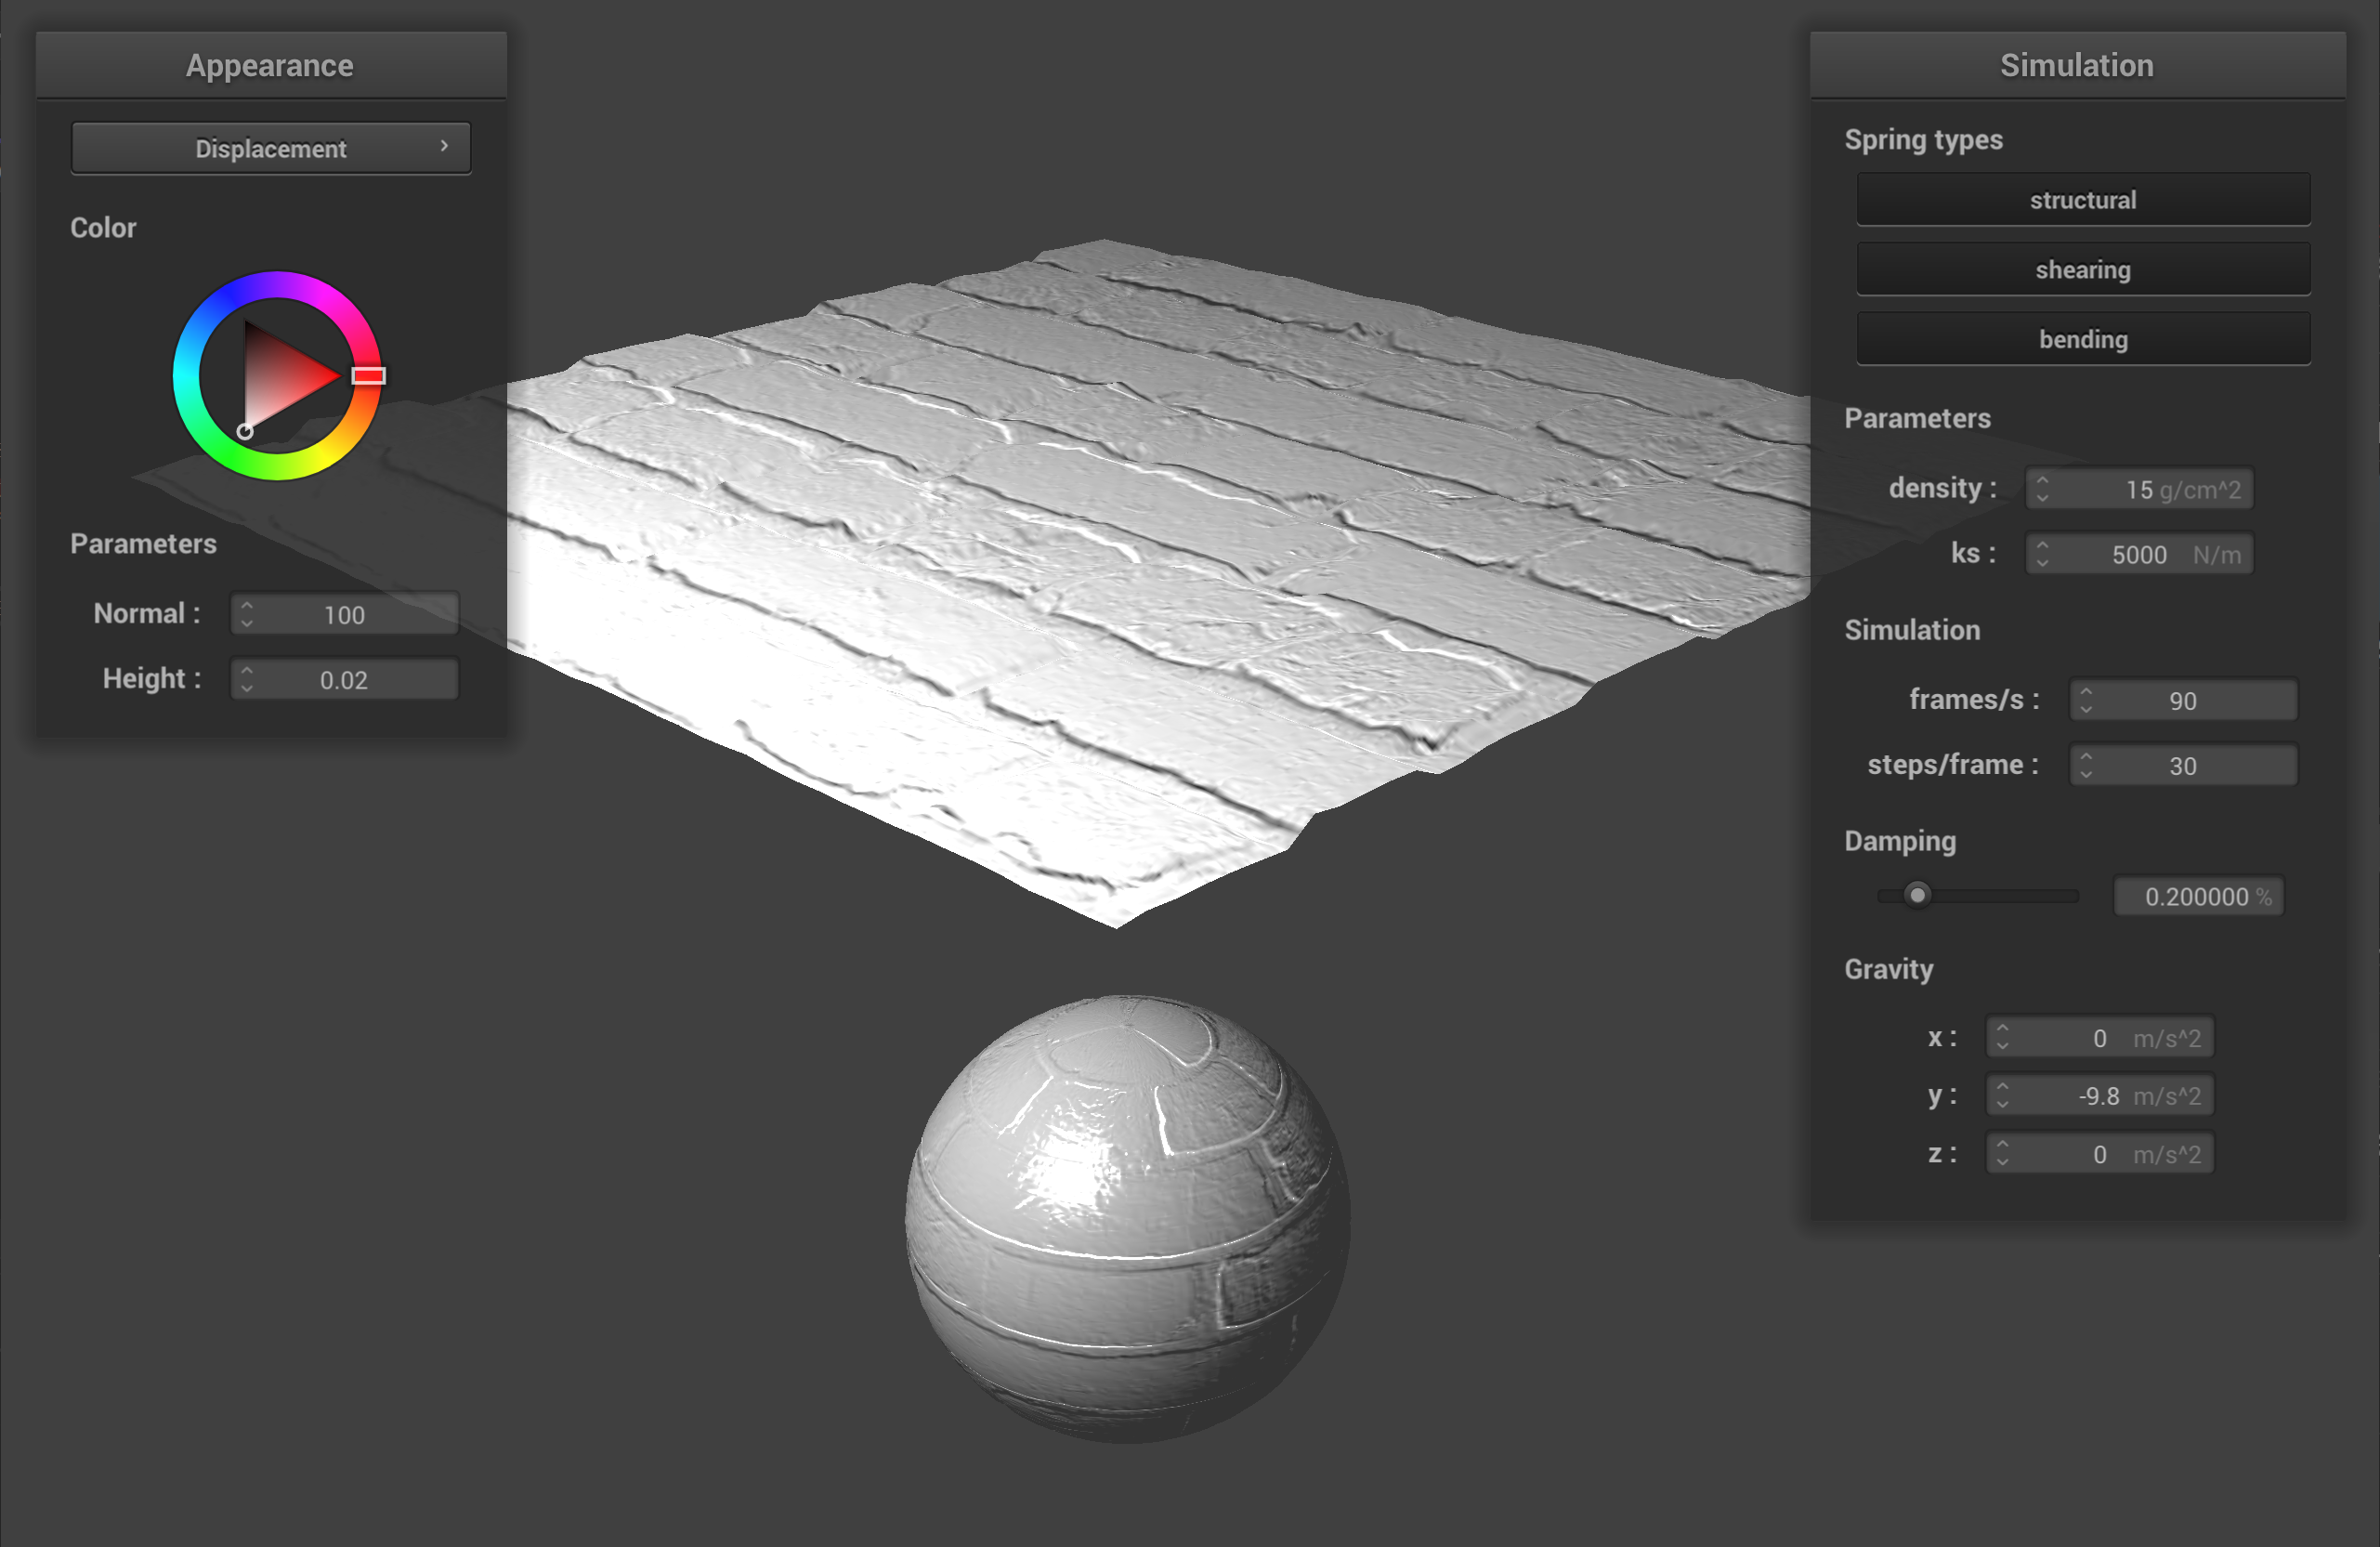 Appearance
Displacement
Color
Parameters
Normal : 100
Height : 0.02
Simulation
Spring types
structural
shearing
bending
Parameters
density : 15 g/cm^2
ks : 5000 N/m
Simulation
frames/s : 90
steps/frame : 30
Damping
0.200000 %
Gravity
x : 0 m/s^2
y : -9.8 m/s^2
z : 0 m/s^2